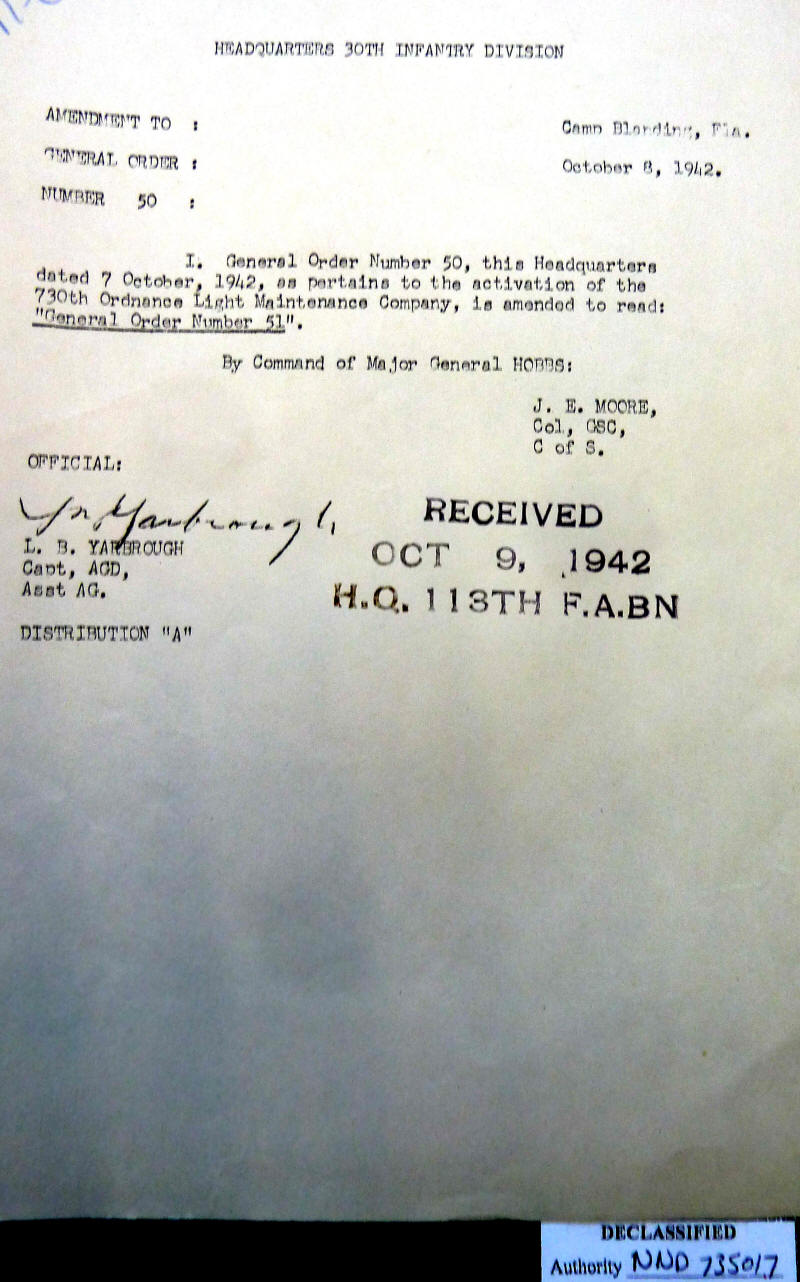 HEADQUARTERS 30TH INFANTRY DIVISION
AMENDMENT TO :
Camp Blanding, Fla.
GENERAL ORDER :
October 8, 1942.
NUMBER 50 :
I. General Order Number 50, this Headquarters
dated 7 October, 1942, as pertains to the activation of the
730th Ordnance Light Maintenance Company, is amended to read:
"General Order Number 51".
By Command of Major General HOBBS:
J. E. MOORE,
Col, GSC,
C of S.
OFFICIAL:
Yarbrough
L. B. YARBROUGH
Capt, AGD,
Asst AG.
RECEIVED
OCT 9, 1942
H.Q. 113TH F.A.BN
DISTRIBUTION "A"
DECLASSIFIED
Authority NND 735017